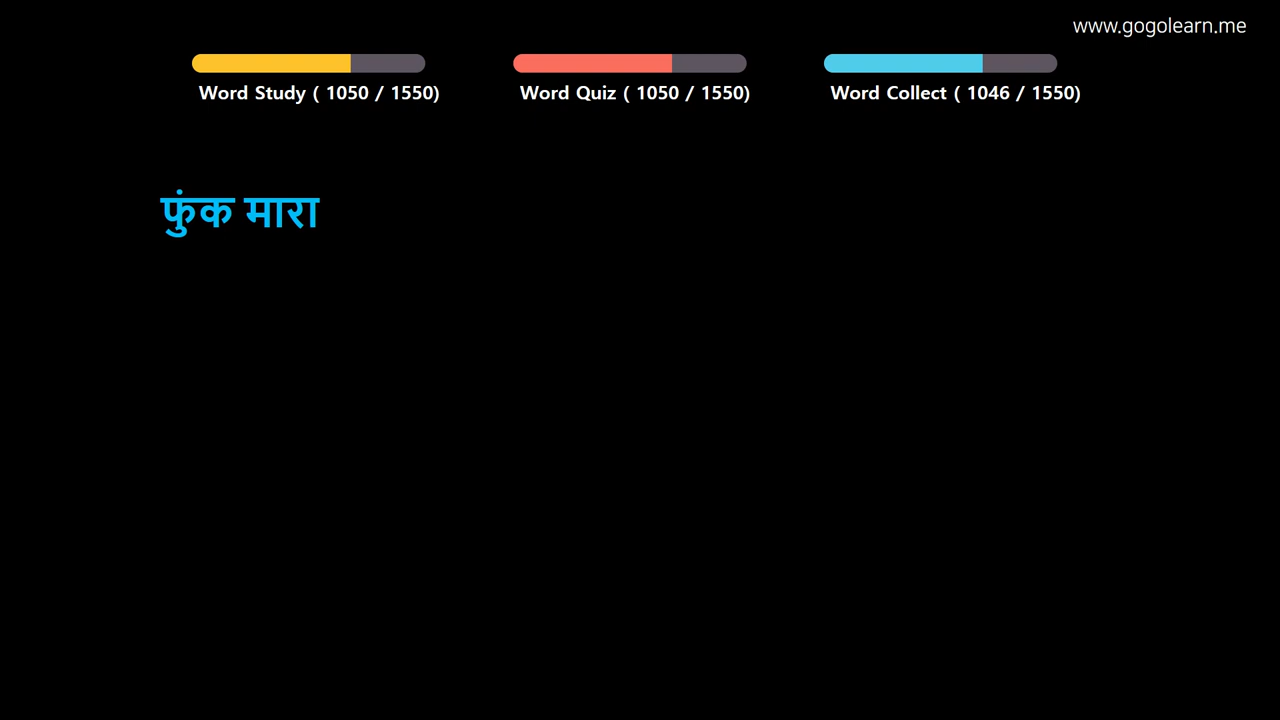 www.gogolearn.me
Word Study ( 1050 / 1550) Word Quiz ( 1050 / 1550) Word Collect ( 1046 / 1550)
फुंक मारा